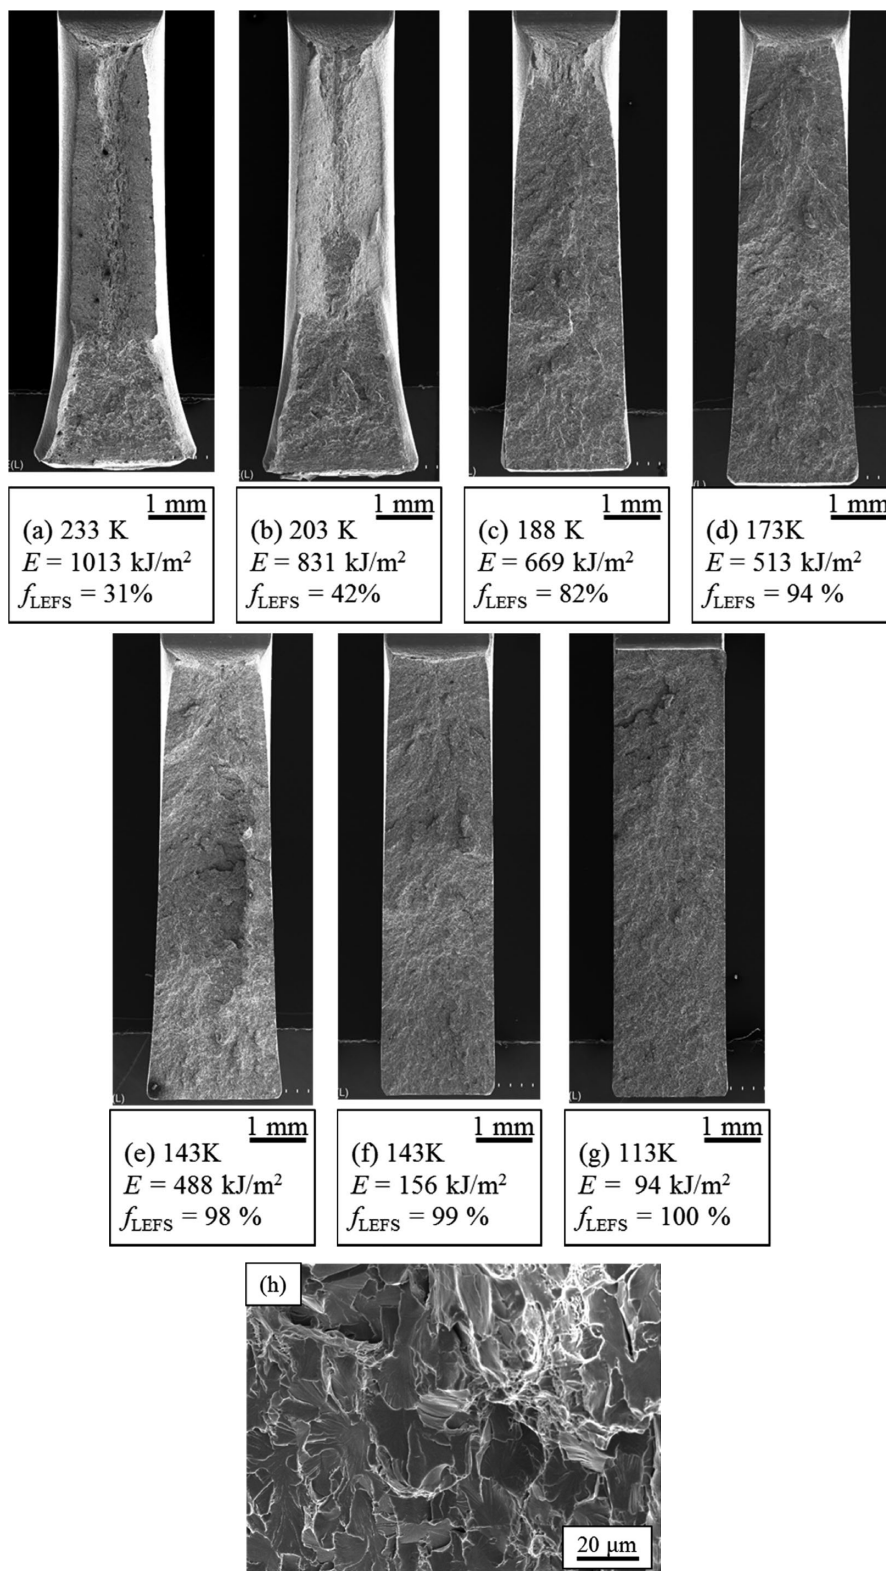 E(L)
(L)
(L)
1 mm
(a) 233 K
E = 1013 kJ/m²
fLEFS = 31%
1 mm
(b) 203 K
E = 831 kJ/m²
fLEFS = 42%
1 mm
(c) 188 K
E = 669 kJ/m²
fLEFS = 82%
1 mm
(d) 173K
E = 513 kJ/m²
fLEFS = 94 %
(L)
(L)
(L)
1 mm
(e) 143K
E = 488 kJ/m²
fLEFS = 98 %
1 mm
(f) 143K
E = 156 kJ/m²
fLEFS = 99 %
1 mm
(g) 113K
E = 94 kJ/m²
fLEFS = 100 %
(h)
20 µm